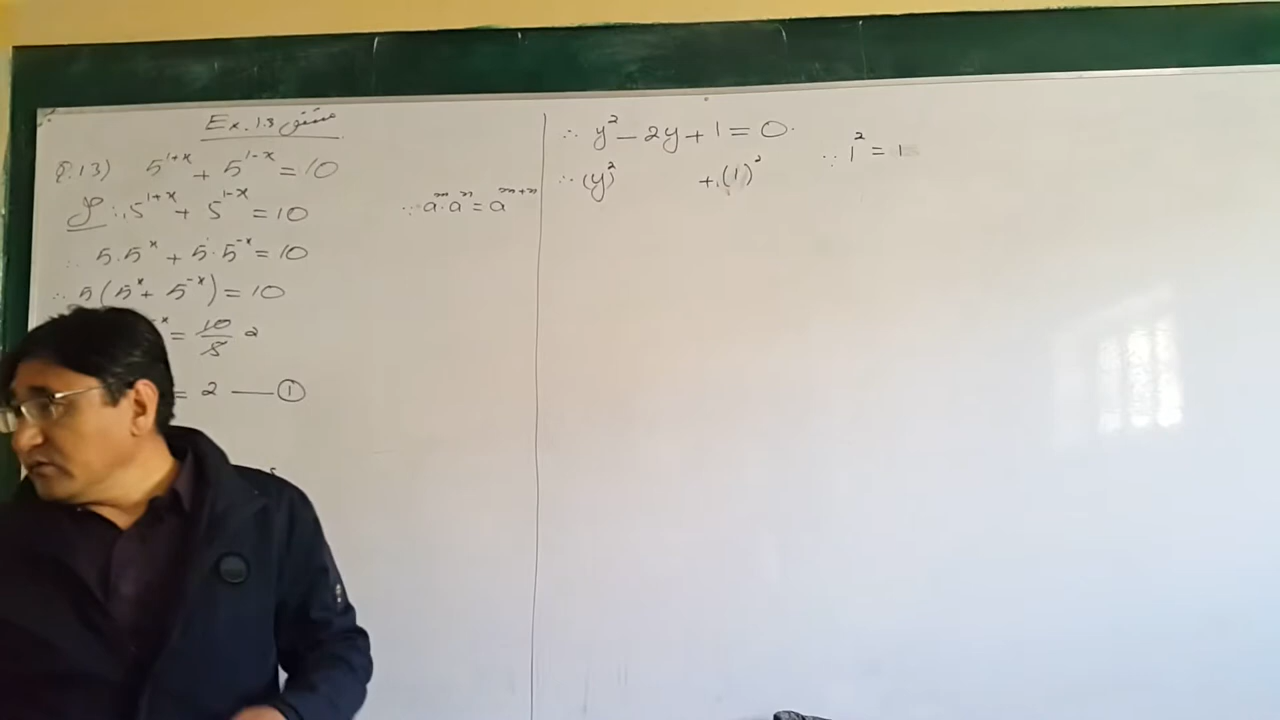 Ex. 1.3 مشق
Q.13) 5^{1+x} + 5^{1-x} = 10
∴ 5^{1+x} + 5^{1-x} = 10
∵ a^m . a^n = a^{m+n}
∴ 5.5^x + 5.5^{-x} = 10
∴ 5(5^x + 5^{-x}) = 10
^{-x} = 10/5 2
= 2 — ①
∴ y² - 2y + 1 = 0.
∵ 1² = 1
∴ (y)² + (1)²